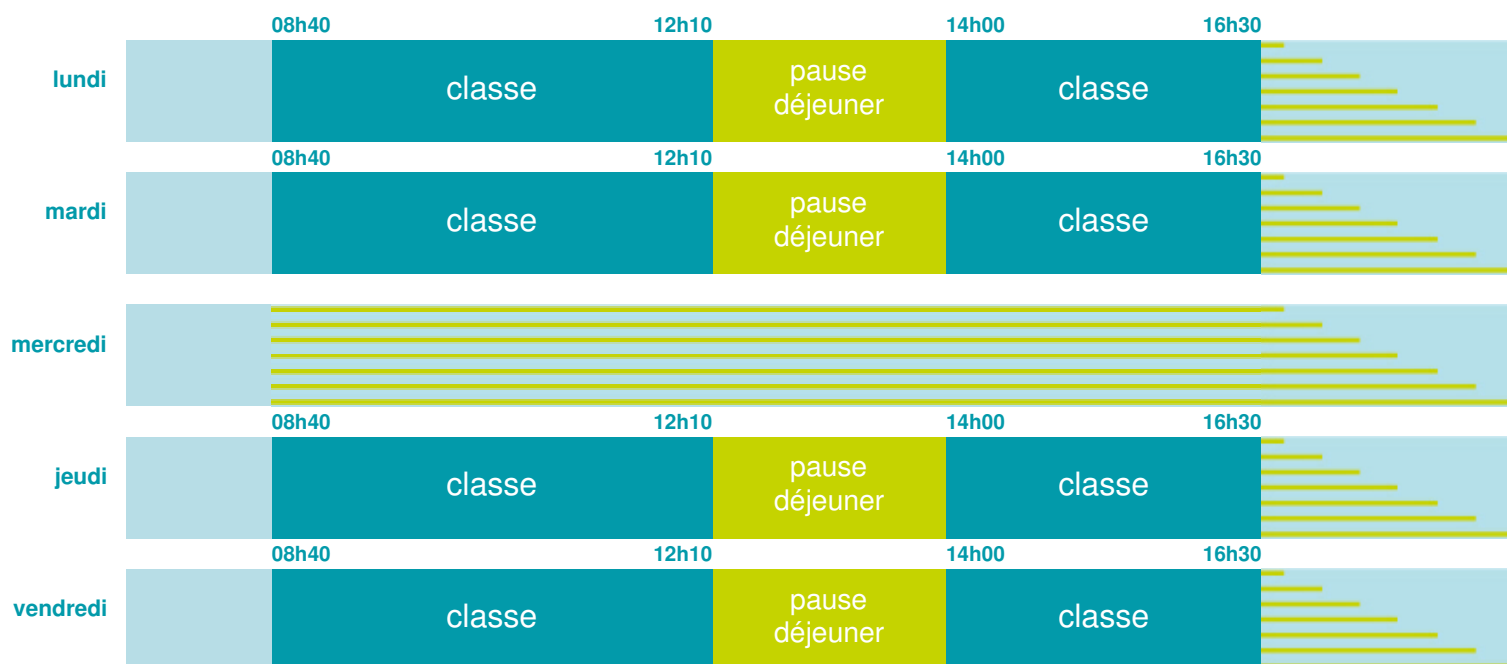 08h40 12h10 14h00 16h30
lundi classe pause déjeuner classe
08h40 12h10 14h00 16h30
mardi classe pause déjeuner classe
mercredi
08h40 12h10 14h00 16h30
jeudi classe pause déjeuner classe
08h40 12h10 14h00 16h30
vendredi classe pause déjeuner classe